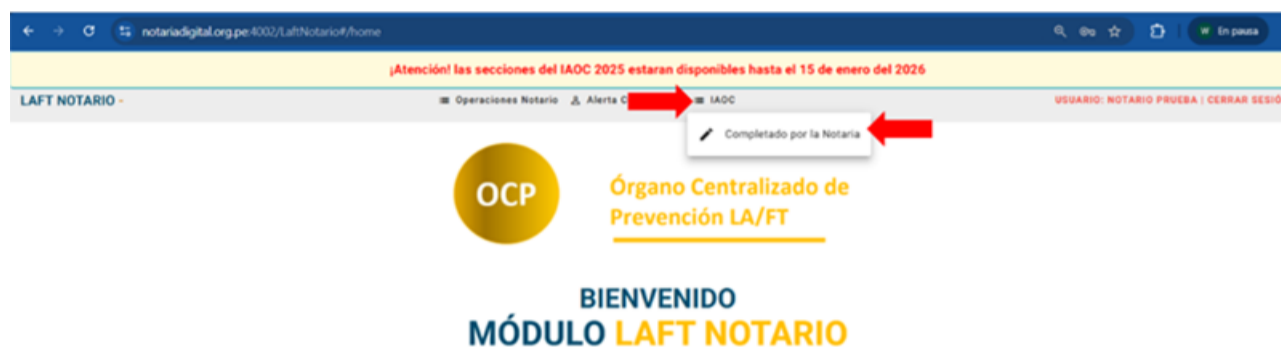 notariadigital.org.pe:4002/LaftNotario#/home
En pausa
¡Atención! las secciones del IAOC 2025 estaran disponibles hasta el 15 de enero del 2026
LAFT NOTARIO -
Operaciones Notario Alerta C IAOC USUARIO: NOTARIO PRUEBA | CERRAR SESIÓ
Completado por la Notaria
OCP
Órgano Centralizado de
Prevención LA/FT
BIENVENIDO
MÓDULO LAFT NOTARIO